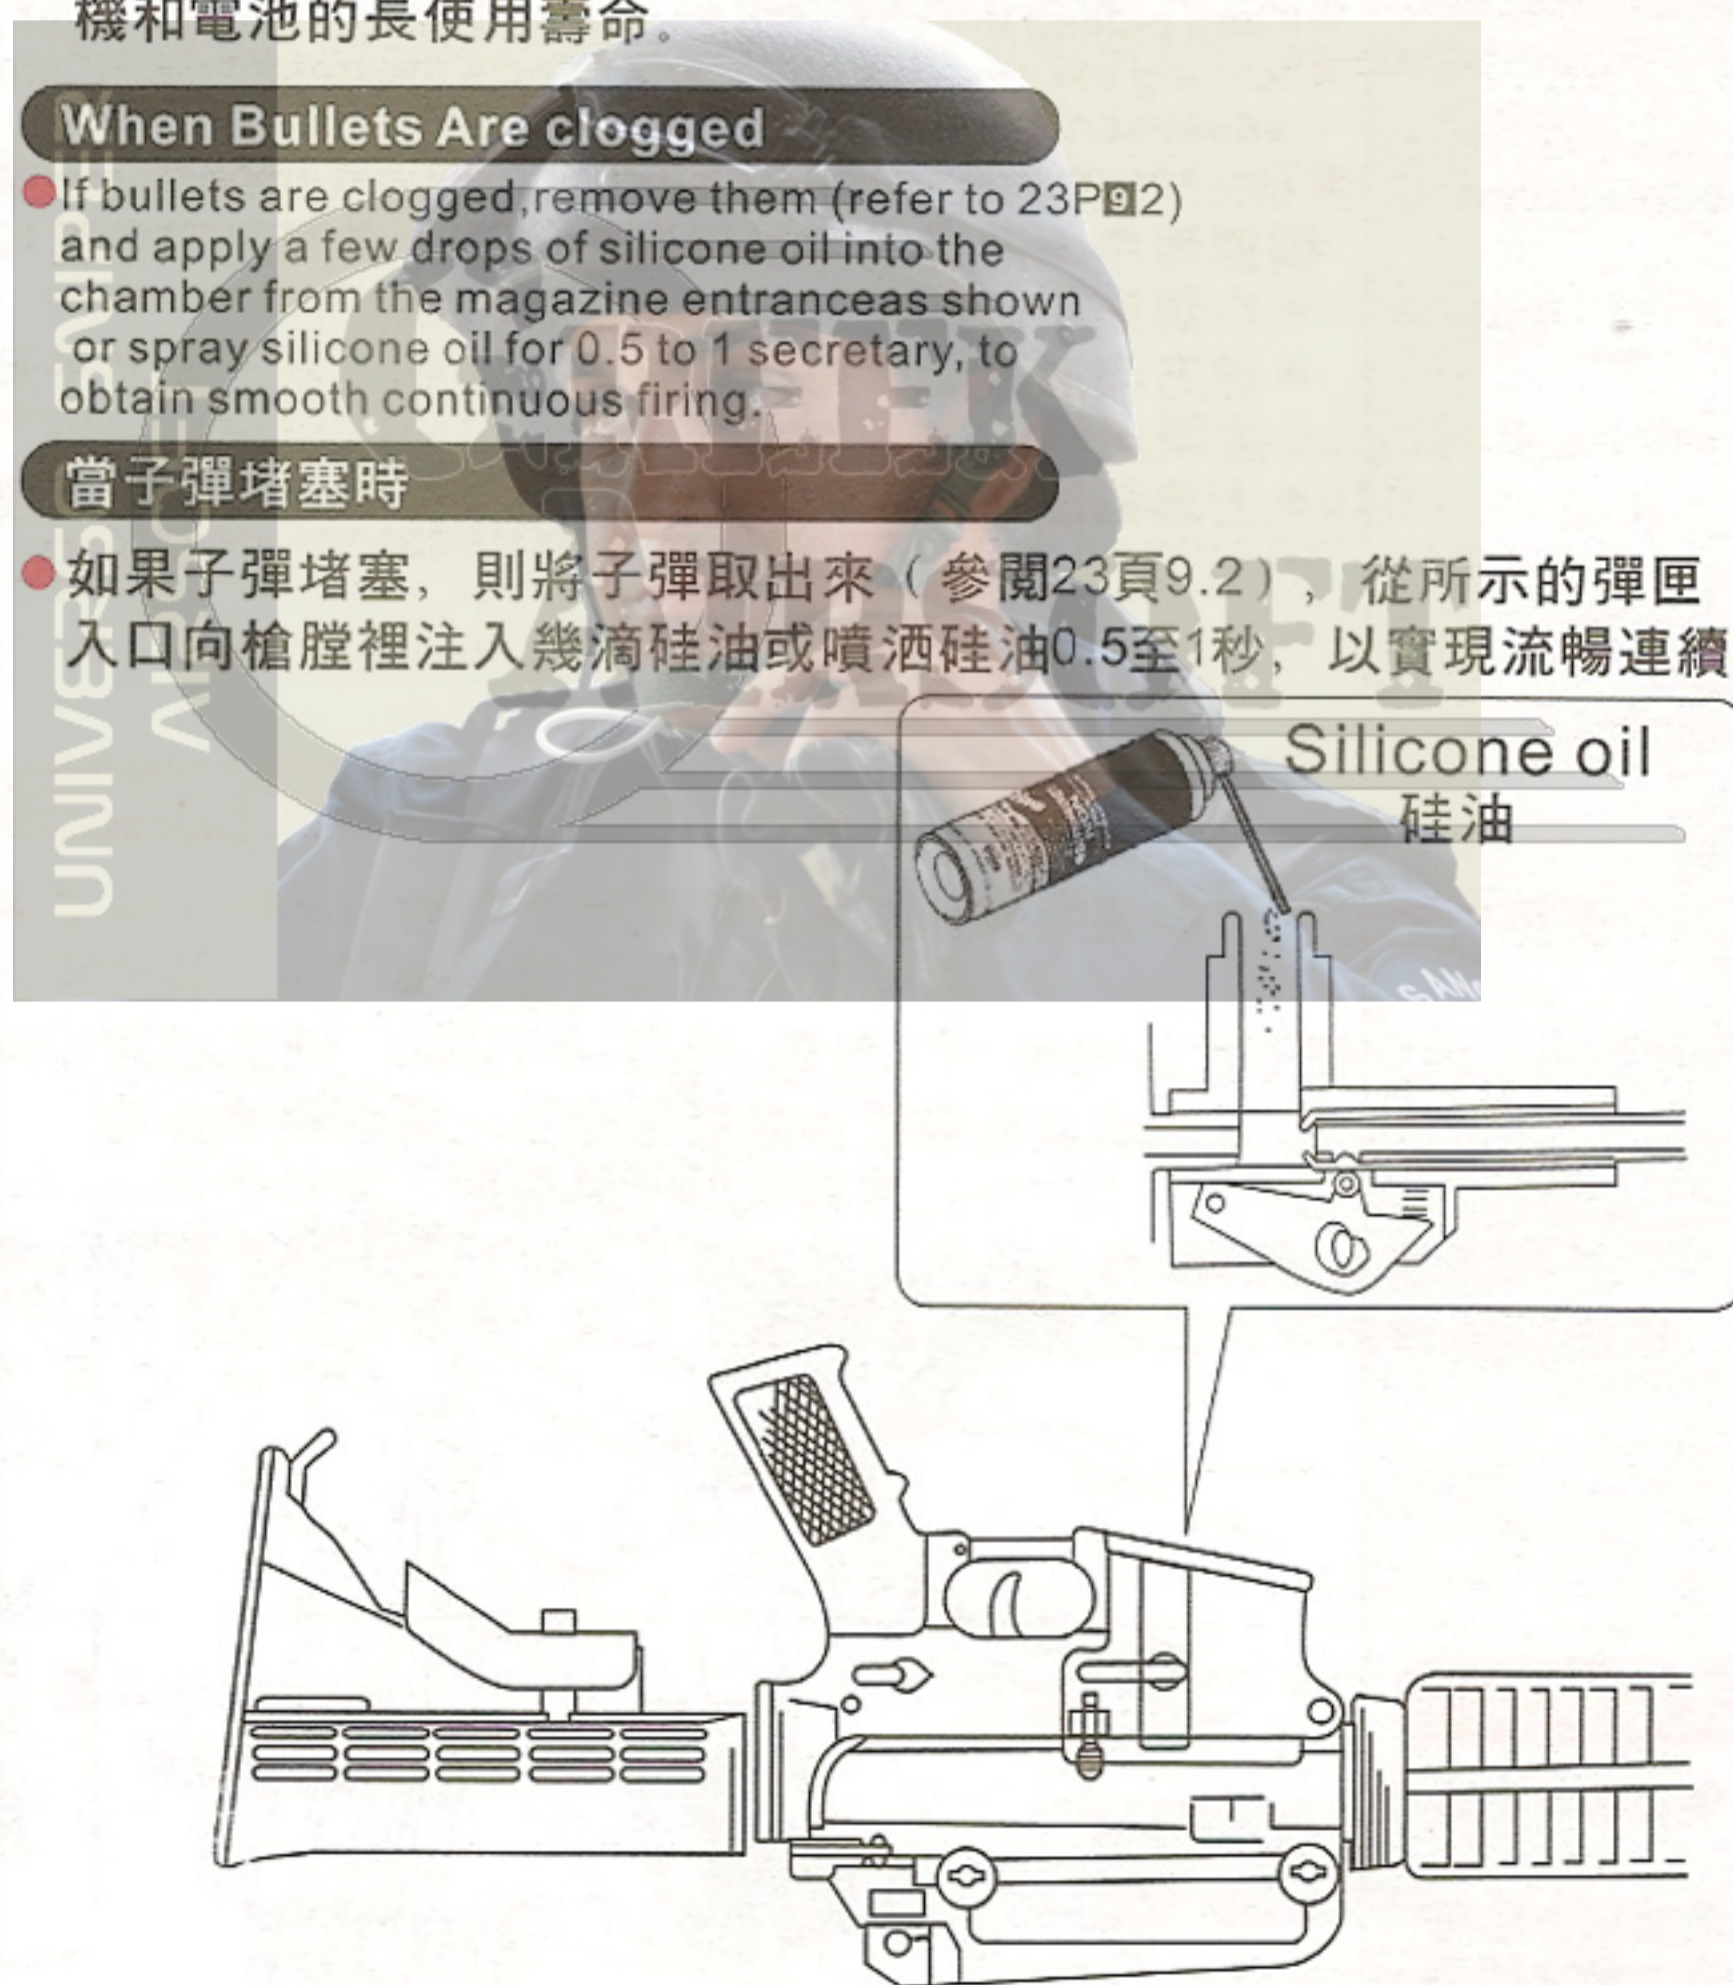 機和電池的長使用壽命。
When Bullets Are clogged
If bullets are clogged,remove them (refer to 23P92)
and apply a few drops of silicone oil into the
chamber from the magazine entranceas shown
or spray silicone oil for 0.5 to 1 secretary, to
obtain smooth continuous firing.
當子彈堵塞時
如果子彈堵塞，則將子彈取出來（參閱23頁9.2），從所示的彈匣
入口向槍膛裡注入幾滴硅油或噴洒硅油0.5至1秒，以實現流暢連續
Silicone oil
硅油
AIRSOFT